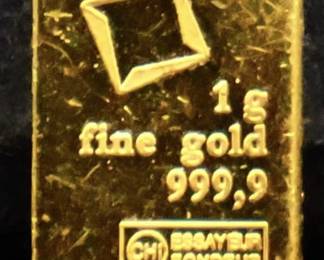 1 g
fine gold
999,9
CHI ESSAYEUR
FONDEUR